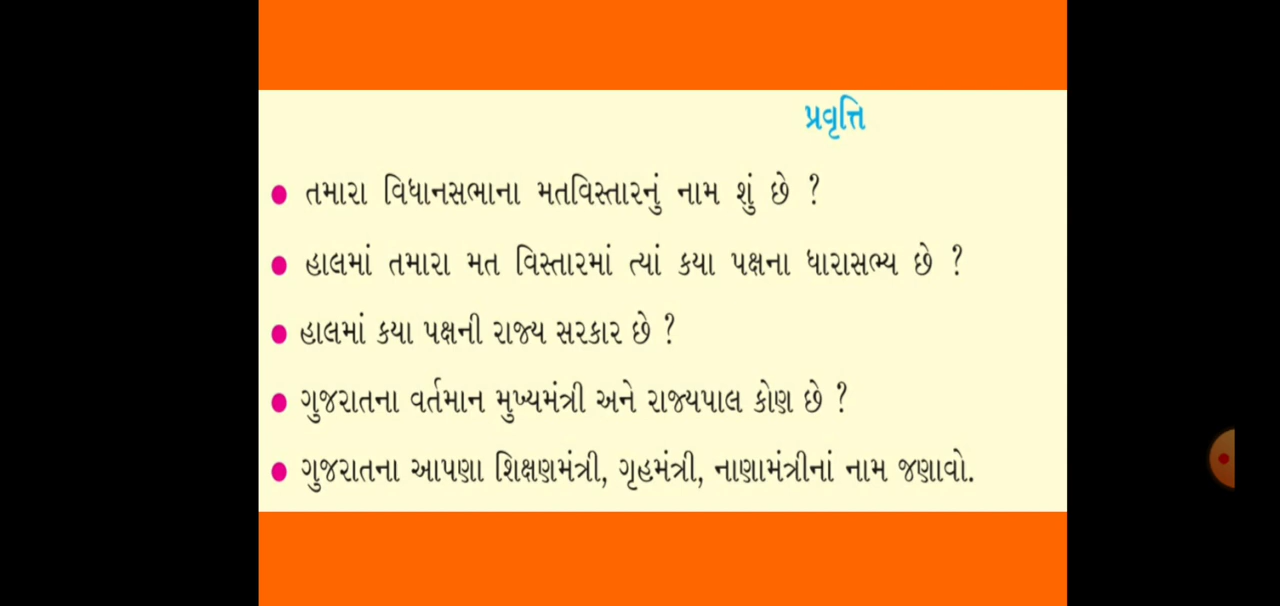 પ્રવૃત્તિ
● તમારા વિધાનસભાના મતવિસ્તારનું નામ શું છે ?
● હાલમાં તમારા મત વિસ્તારમાં ત્યાં કયા પક્ષના ધારાસભ્ય છે ?
● હાલમાં કયા પક્ષની રાજ્ય સરકાર છે ?
● ગુજરાતના વર્તમાન મુખ્યમંત્રી અને રાજ્યપાલ કોણ છે ?
● ગુજરાતના આપણા શિક્ષણમંત્રી, ગૃહમંત્રી, નાણામંત્રીનાં નામ જણાવો.